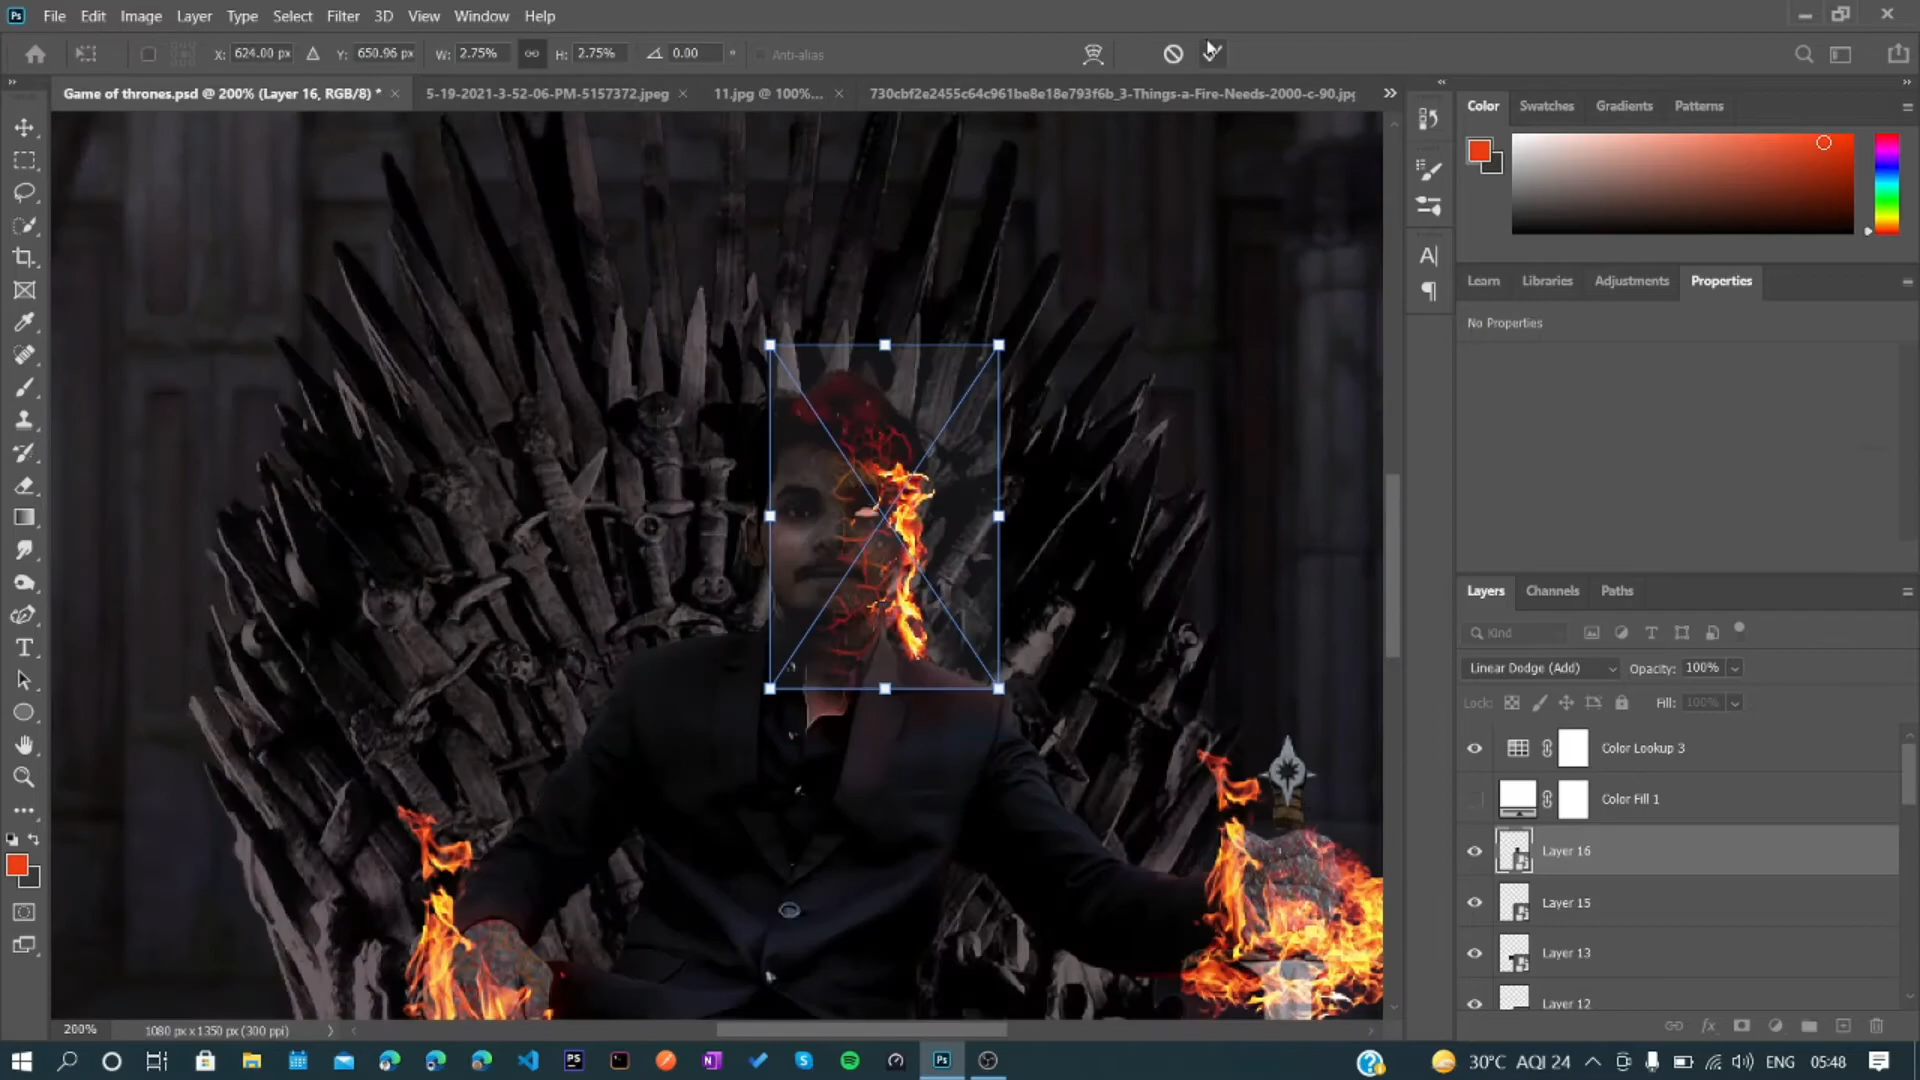 Ps File Edit Image Layer Type Select Filter 3D View Window Help
X: 624.00 px Y: 650.96 px W: 2.75% H: 2.75% 0.00 ° Anti-alias
Game of thrones.psd @ 200% (Layer 16, RGB/8) * × 5-19-2021-3-52-06-PM-5157372.jpeg × 11.jpg @ 100%... × 730cbf2e2455c64c961be8e18e793f6b_3-Things-a-Fire-Needs-2000-c-90.jpg
Color Swatches Gradients Patterns
Learn Libraries Adjustments Properties
No Properties
Layers Channels Paths
Kind
Linear Dodge (Add) Opacity: 100%
Lock: Fill: 100%
Color Lookup 3
Color Fill 1
Layer 16
Layer 15
Layer 13
Layer 12
200% 1080 px x 1350 px (300 ppi)
30°C AQI 24 ENG 05:48